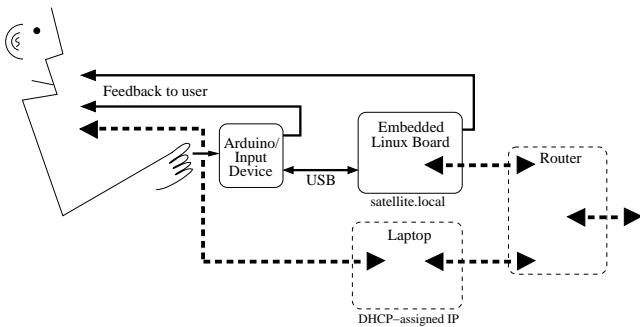 Feedback to user
Arduino/
Input
Device
USB
Embedded
Linux Board
satellite.local
Router
Laptop
DHCP−assigned IP